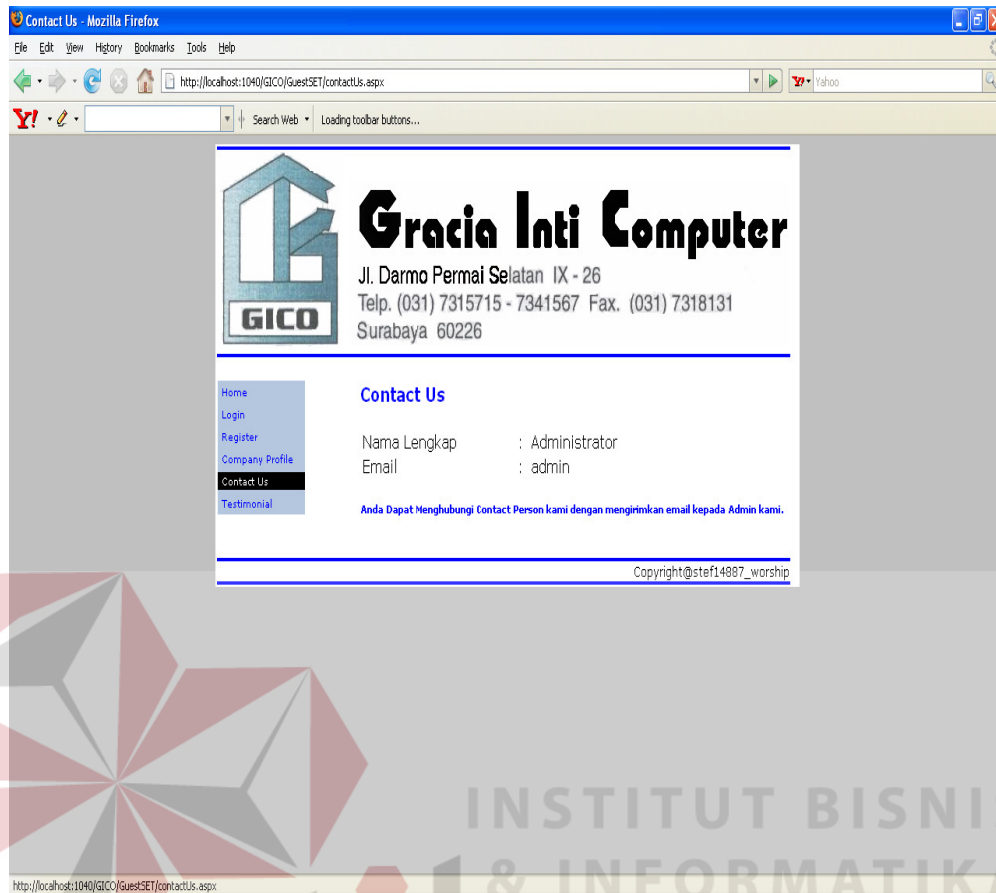 Contact Us - Mozilla Firefox
File Edit View History Bookmarks Tools Help
http://localhost:1040/GICO/GuestSET/contactUs.aspx
Yahoo
Y! Search Web Loading toolbar buttons...
Gracia Inti Computer
Jl. Darmo Permai Selatan IX - 26
Telp. (031) 7315715 - 7341567 Fax. (031) 7318131
Surabaya 60226
GICO
Home
Login
Register
Company Profile
Contact Us
Testimonial
Contact Us
Nama Lengkap : Administrator
Email : admin
Anda Dapat Menghubungi Contact Person kami dengan mengirimkan email kepada Admin kami.
Copyright@stef14887_worship
INSTITUT BISNI
& INFORMATIKA
http://localhost:1040/GICO/GuestSET/contactUs.aspx